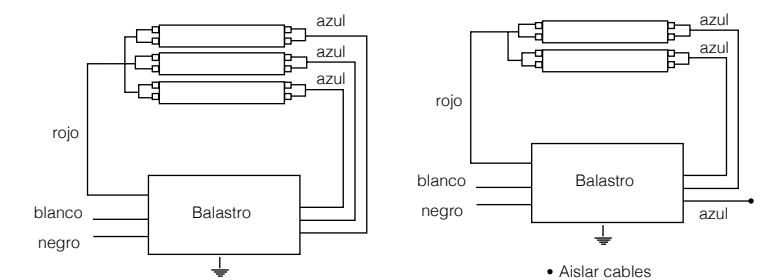 azul
azul
azul
rojo
blanco
negro
Balastro
azul
azul
rojo
blanco
negro
Balastro
azul
• Aislar cables